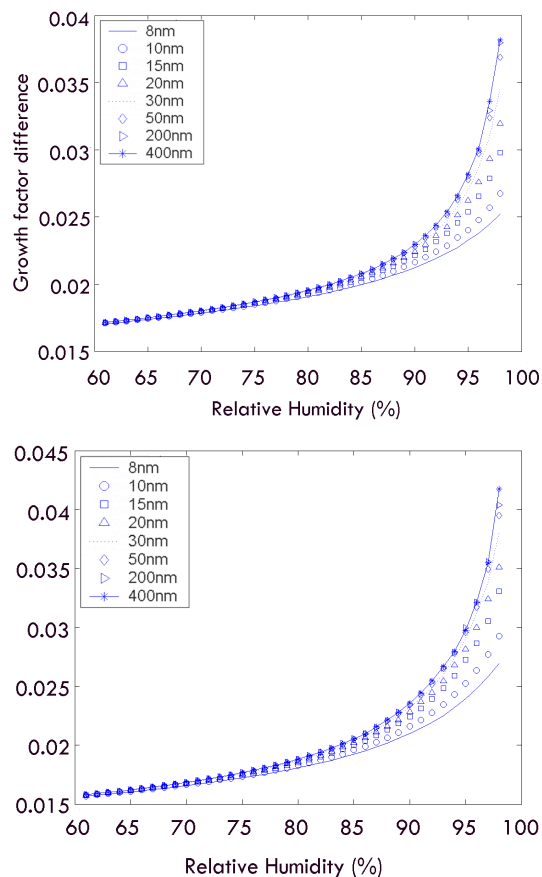 0.04
0.035
0.03
0.025
0.02
0.015
Growth factor difference
8nm
10nm
15nm
20nm
30nm
50nm
200nm
400nm
60 65 70 75 80 85 90 95 100
Relative Humidity (%)
0.045
0.04
0.035
0.03
0.025
0.02
0.015
8nm
10nm
15nm
20nm
30nm
50nm
200nm
400nm
60 65 70 75 80 85 90 95 100
Relative Humidity (%)